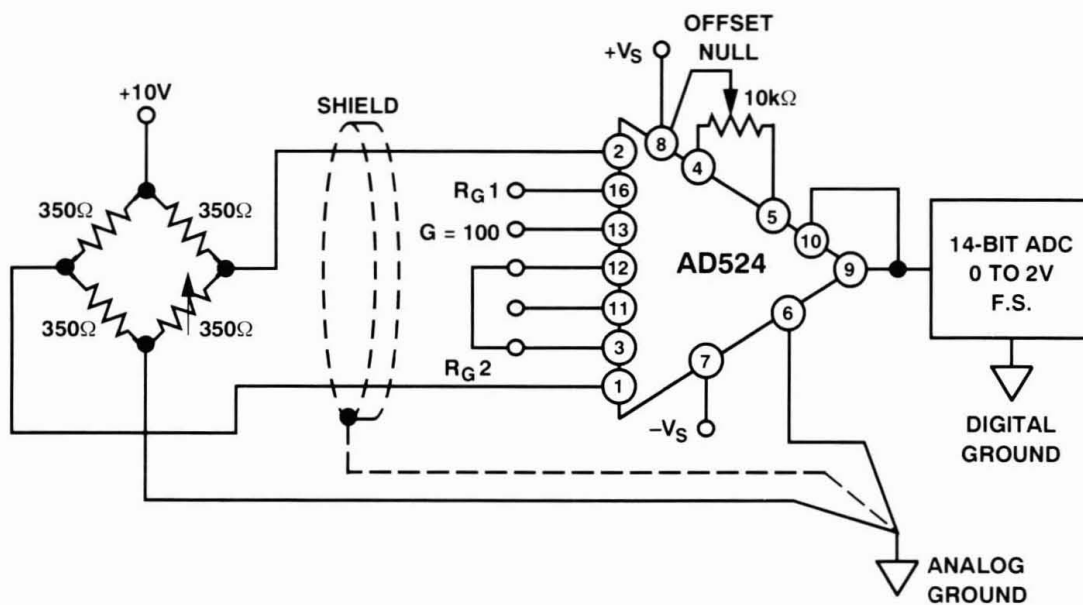 OFFSET
NULL
+VS
10kΩ
+10V
SHIELD
350Ω
350Ω
350Ω
350Ω
RG1
G = 100
RG2
2
16
13
12
11
3
1
8
4
5
10
9
6
7
AD524
–VS
14-BIT ADC
0 TO 2V
F.S.
DIGITAL
GROUND
ANALOG
GROUND